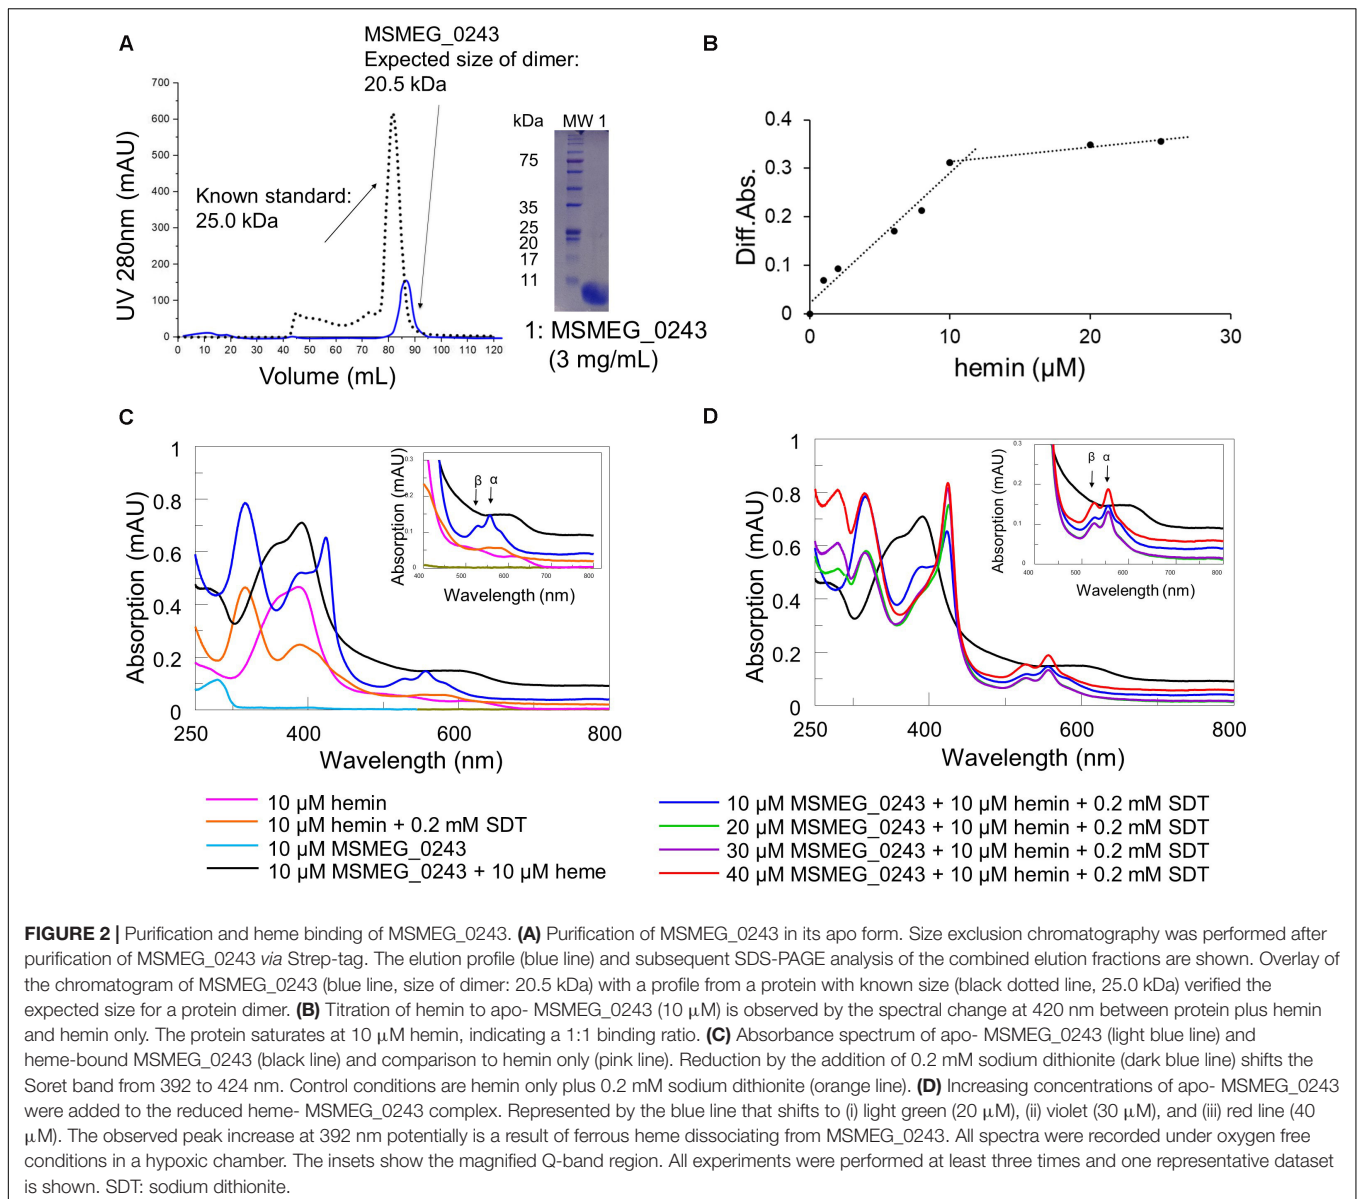 A
MSMEG_0243
Expected size of dimer:
20.5 kDa
Known standard:
25.0 kDa
UV 280nm (mAU)
700
600
500
400
300
200
100
0
0 10 20 30 40 50 60 70 80 90 100 110 120
Volume (mL)
kDa MW 1
75
35
25
20
17
11
1: MSMEG_0243
(3 mg/mL)
B
Diff.Abs.
0.4
0.3
0.2
0.1
0
0 10 20 30
hemin (µM)
C
Absorption (mAU)
1
0.8
0.6
0.4
0.2
0
250 400 600 800
Wavelength (nm)
Absorption (mAU)
0.3
0.2
0.1
0
400 500 600 800
β α
Wavelength (nm)
D
Absorption (mAU)
1
0.8
0.6
0.4
0.2
0
250 400 600 800
Wavelength (nm)
Absorption (mAU)
0.3
0.2
0.1
0
400 500 600 800
β α
Wavelength (nm)
10 µM hemin
10 µM hemin + 0.2 mM SDT
10 µM MSMEG_0243
10 µM MSMEG_0243 + 10 µM heme
10 µM MSMEG_0243 + 10 µM hemin + 0.2 mM SDT
20 µM MSMEG_0243 + 10 µM hemin + 0.2 mM SDT
30 µM MSMEG_0243 + 10 µM hemin + 0.2 mM SDT
40 µM MSMEG_0243 + 10 µM hemin + 0.2 mM SDT
FIGURE 2 | Purification and heme binding of MSMEG_0243. (A) Purification of MSMEG_0243 in its apo form. Size exclusion chromatography was performed after
purification of MSMEG_0243 via Strep-tag. The elution profile (blue line) and subsequent SDS-PAGE analysis of the combined elution fractions are shown. Overlay of
the chromatogram of MSMEG_0243 (blue line, size of dimer: 20.5 kDa) with a profile from a protein with known size (black dotted line, 25.0 kDa) verified the
expected size for a protein dimer. (B) Titration of hemin to apo- MSMEG_0243 (10 µM) is observed by the spectral change at 420 nm between protein plus hemin
and hemin only. The protein saturates at 10 µM hemin, indicating a 1:1 binding ratio. (C) Absorbance spectrum of apo- MSMEG_0243 (light blue line) and
heme-bound MSMEG_0243 (black line) and comparison to hemin only (pink line). Reduction by the addition of 0.2 mM sodium dithionite (dark blue line) shifts the
Soret band from 392 to 424 nm. Control conditions are hemin only plus 0.2 mM sodium dithionite (orange line). (D) Increasing concentrations of apo- MSMEG_0243
were added to the reduced heme- MSMEG_0243 complex. Represented by the blue line that shifts to (i) light green (20 µM), (ii) violet (30 µM), and (iii) red line (40
µM). The observed peak increase at 392 nm potentially is a result of ferrous heme dissociating from MSMEG_0243. All spectra were recorded under oxygen free
conditions in a hypoxic chamber. The insets show the magnified Q-band region. All experiments were performed at least three times and one representative dataset
is shown. SDT: sodium dithionite.